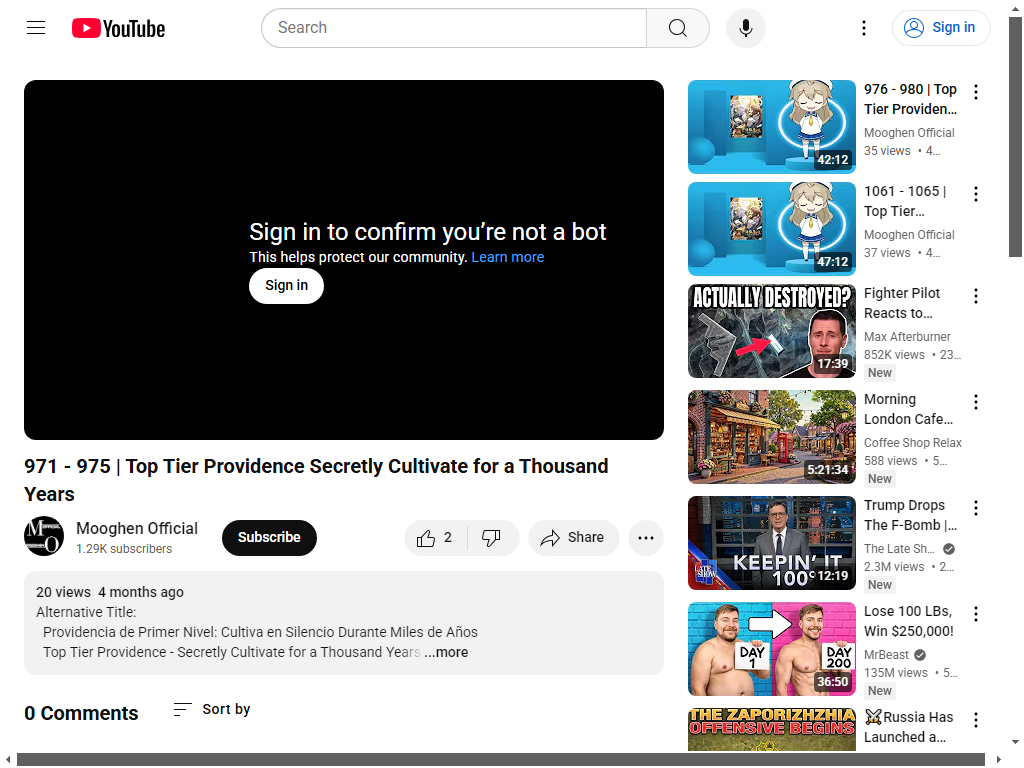 YouTube
Search
Sign in
Sign in to confirm you're not a bot
This helps protect our community. Learn more
Sign in
971 - 975 | Top Tier Providence Secretly Cultivate for a Thousand
Years
Mooghen Official
1.29K subscribers
Subscribe
2
Share
20 views 4 months ago
Alternative Title:
Providencia de Primer Nivel: Cultiva en Silencio Durante Miles de Años
Top Tier Providence - Secretly Cultivate for a Thousand Years ...more
0 Comments
Sort by
42:12
976 - 980 | Top
Tier Providen...
Mooghen Official
35 views • 4...
47:12
1061 - 1065 |
Top Tier...
Mooghen Official
37 views • 4...
ACTUALLY DESTROYED?
17:39
Fighter Pilot
Reacts to...
Max Afterburner
852K views • 23...
New
5:21:34
Morning
London Cafe...
Coffee Shop Relax
588 views • 5...
New
LATE SHOW
KEEPIN' IT
100%
12:19
Trump Drops
The F-Bomb |...
The Late Sh...
2.3M views • 2...
New
DAY
1
DAY
200
36:50
Lose 100 LBs,
Win $250,000!
MrBeast
135M views • 5...
New
THE ZAPORIZHZHIA
OFFENSIVE BEGINS
Russia Has
Launched a...